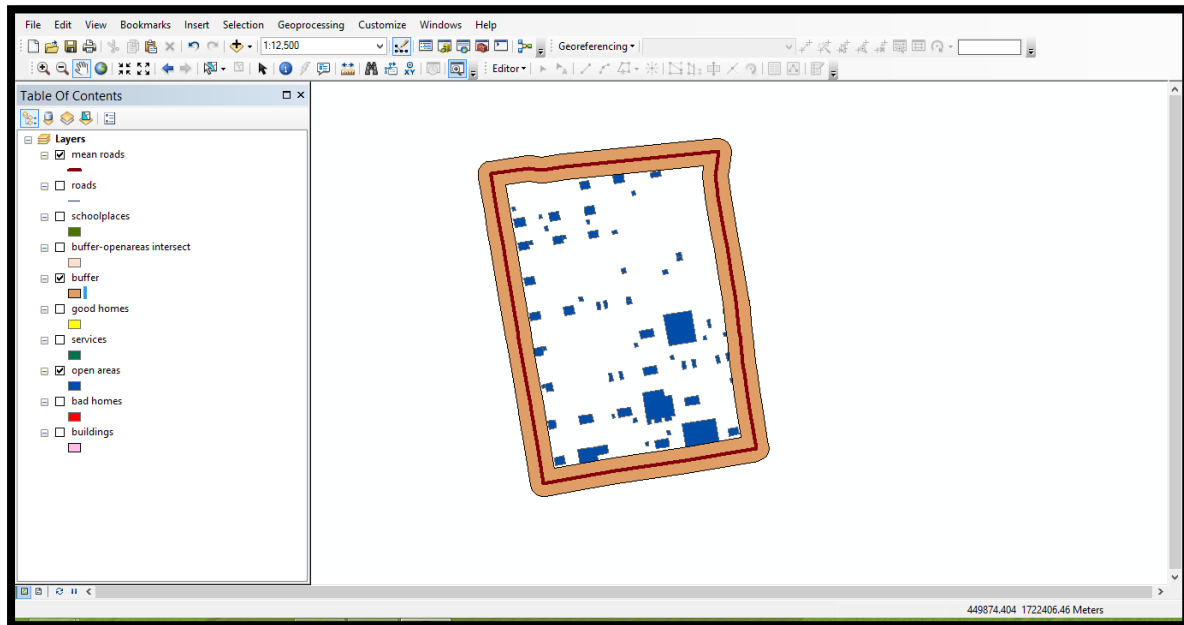 File Edit View Bookmarks Insert Selection Geoprocessing Customize Windows Help
1:12,500 Georeferencing
Editor
Table Of Contents
Layers
mean roads
roads
schoolplaces
buffer-openareas intersect
buffer
good homes
services
open areas
bad homes
buildings
449874.404 1722406.46 Meters